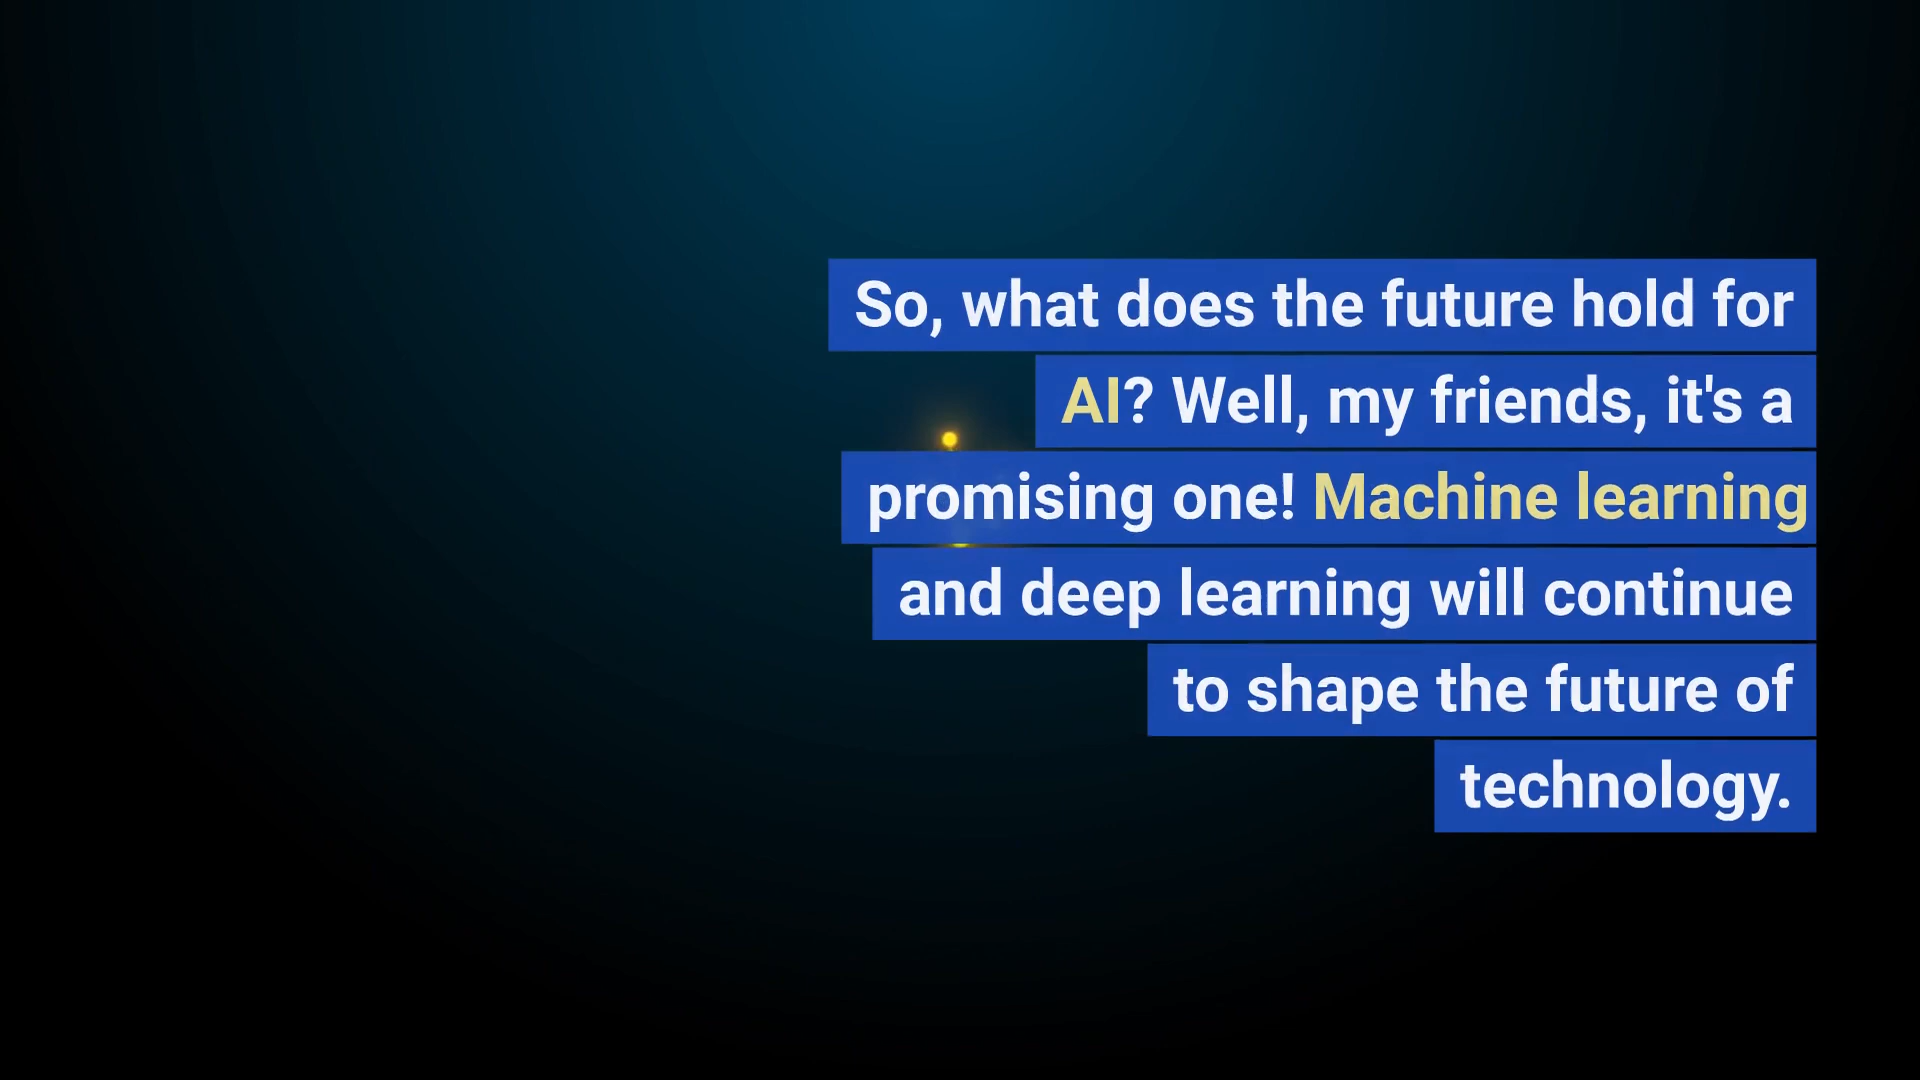 So, what does the future hold for
AI? Well, my friends, it's a
promising one! Machine learning
and deep learning will continue
to shape the future of
technology.